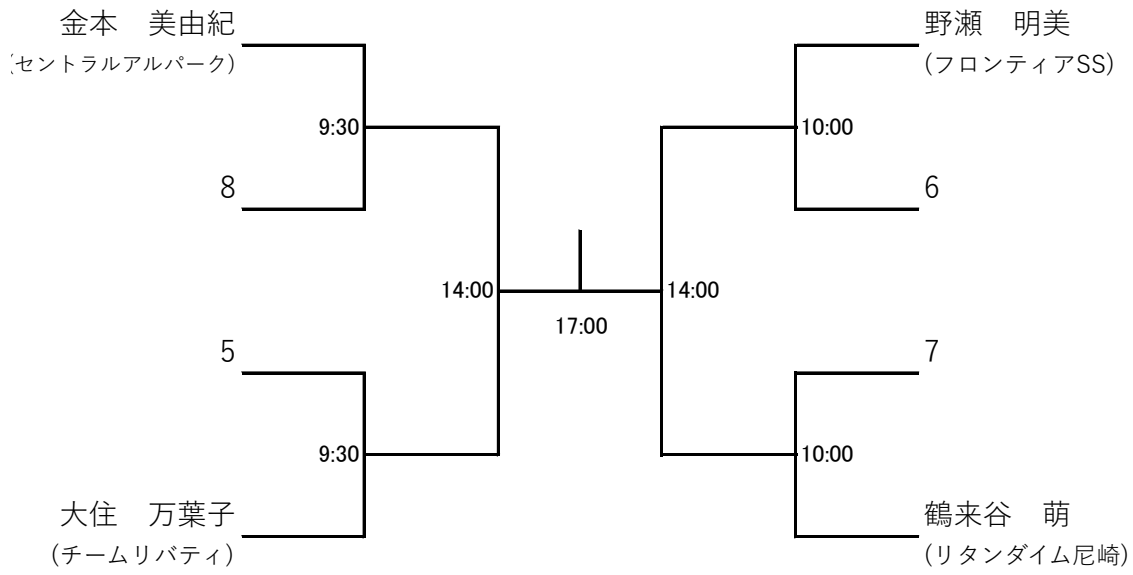 金本　美由紀
(セントラルアルパーク)
9:30
8
14:00
5
9:30
大住　万葉子
(チームリバティ)
17:00
野瀬　明美
(フロンティアSS)
10:00
6
14:00
7
10:00
鶴来谷　萌
(リタンダイム尼崎)